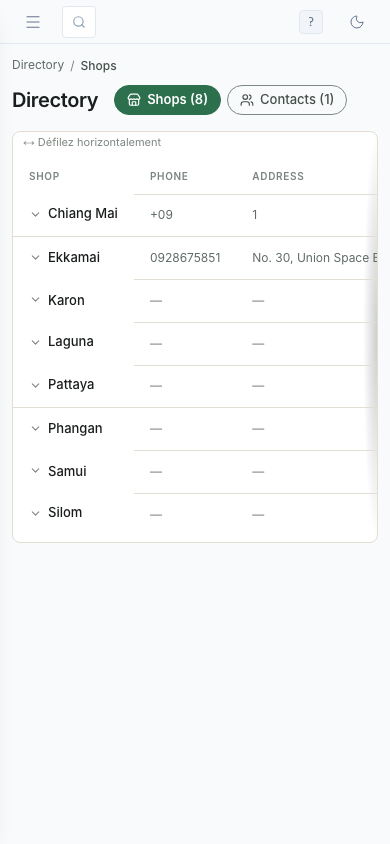 ?
Directory / Shops
Directory Shops (8) Contacts (1)
↔ Défilez horizontalement
SHOP PHONE ADDRESS
Chiang Mai +09 1
Ekkamai 0928675851 No. 30, Union Space
Karon — —
Laguna — —
Pattaya — —
Phangan — —
Samui — —
Silom — —